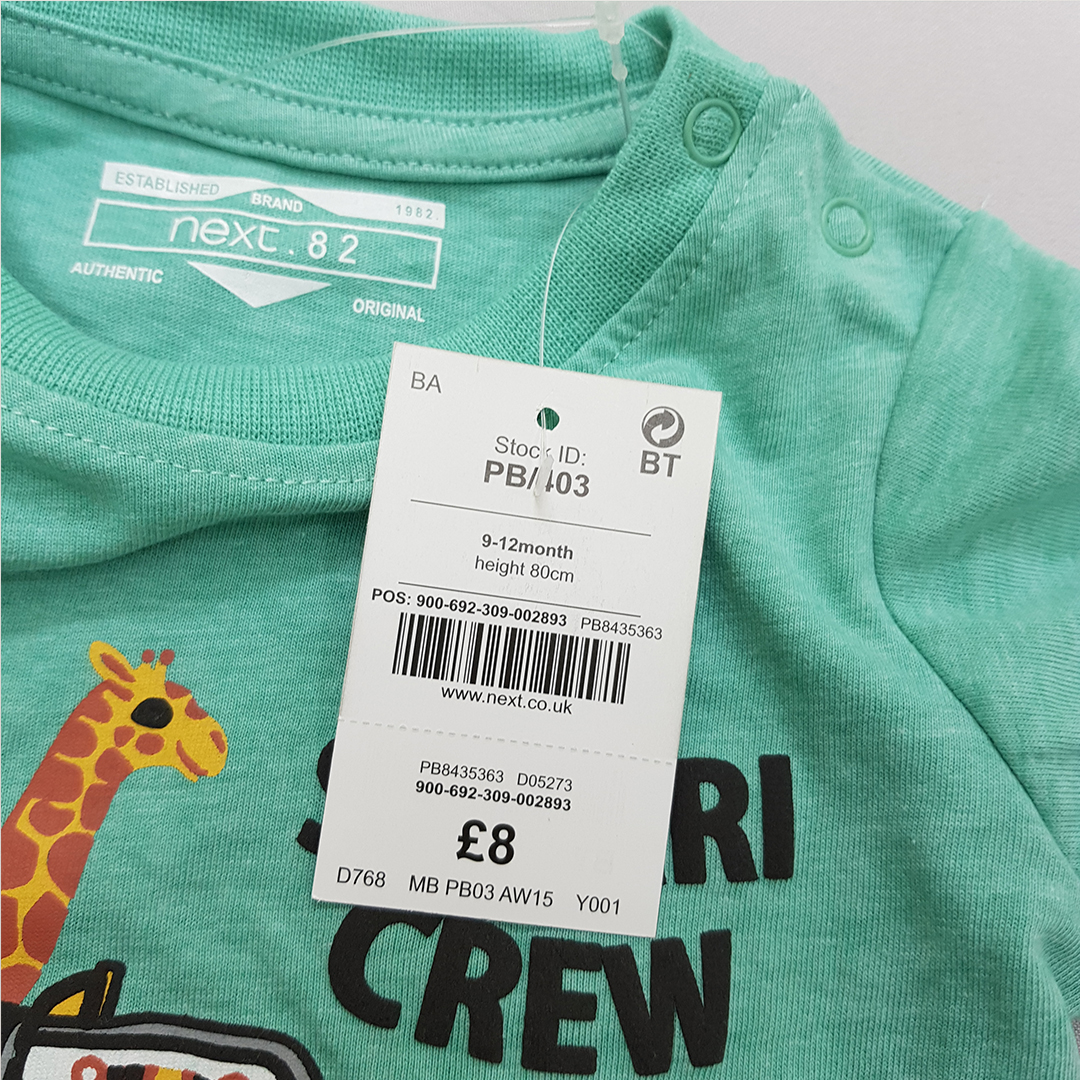 ESTABLISHED BRAND 1982.
next.82
AUTHENTIC ORIGINAL
BA
Stock ID:
PB/403
BT
9-12month
height 80cm
POS: 900-692-309-002893 PB8435363
www.next.co.uk
PB8435363 D05273
900-692-309-002893
£8
D768 MB PB03 AW15 Y001
CREW